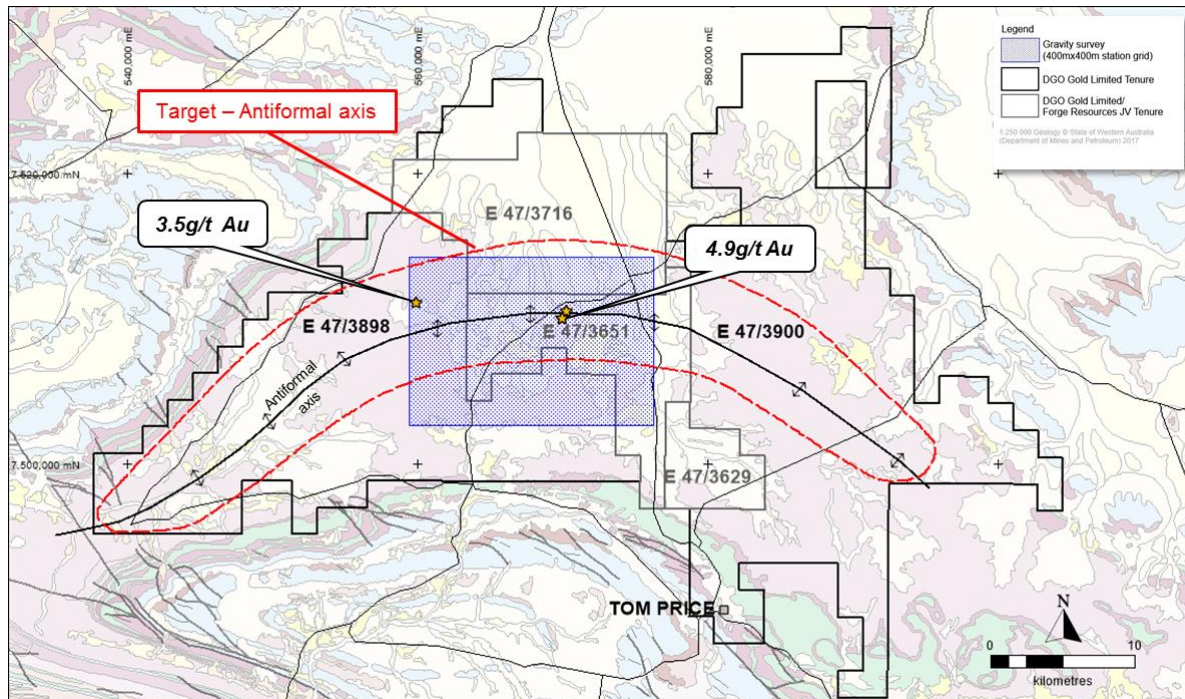 540,000 mE
560,000 mE
580,000 mE
Legend
Gravity survey
(400mx400m station grid)
DGO Gold Limited Tenure
DGO Gold Limited/
Forge Resources JV Tenure
1:250 000 Geology © State of Western Australia
(Department of Mines and Petroleum) 2017
Target – Antiformal axis
7,520,000 mN
3.5g/t Au
E 47/3716
4.9g/t Au
E 47/3898
E 47/3651
E 47/3900
Antiformal
axis
7,500,000 mN
E 47/3629
TOM PRICE
N
0
10
kilometres